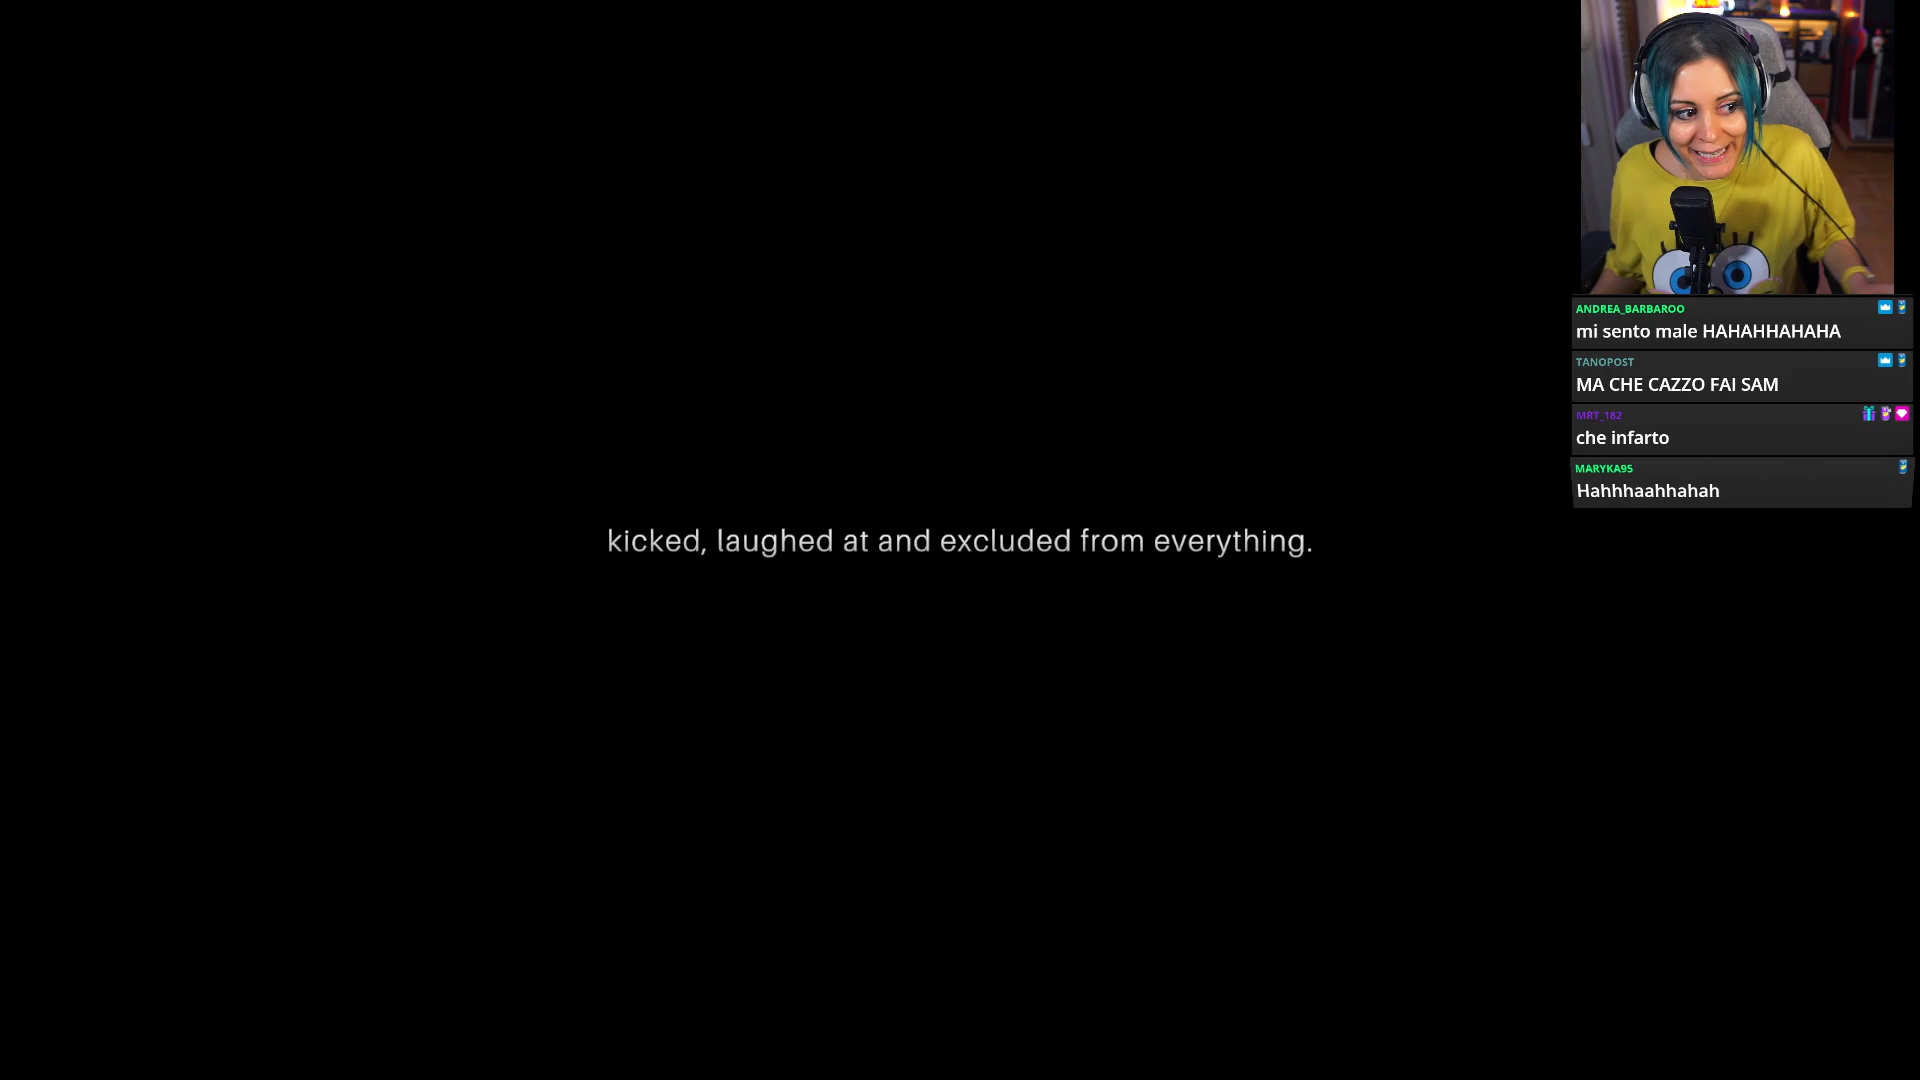 kicked, laughed at and excluded from everything.
ANDREA_BARBAROO
mi sento male HAHAHHAHAHA
TANOPOST
MA CHE CAZZO FAI SAM
MRT_182
che infarto
MARYKA95
Hahhhaahhahah